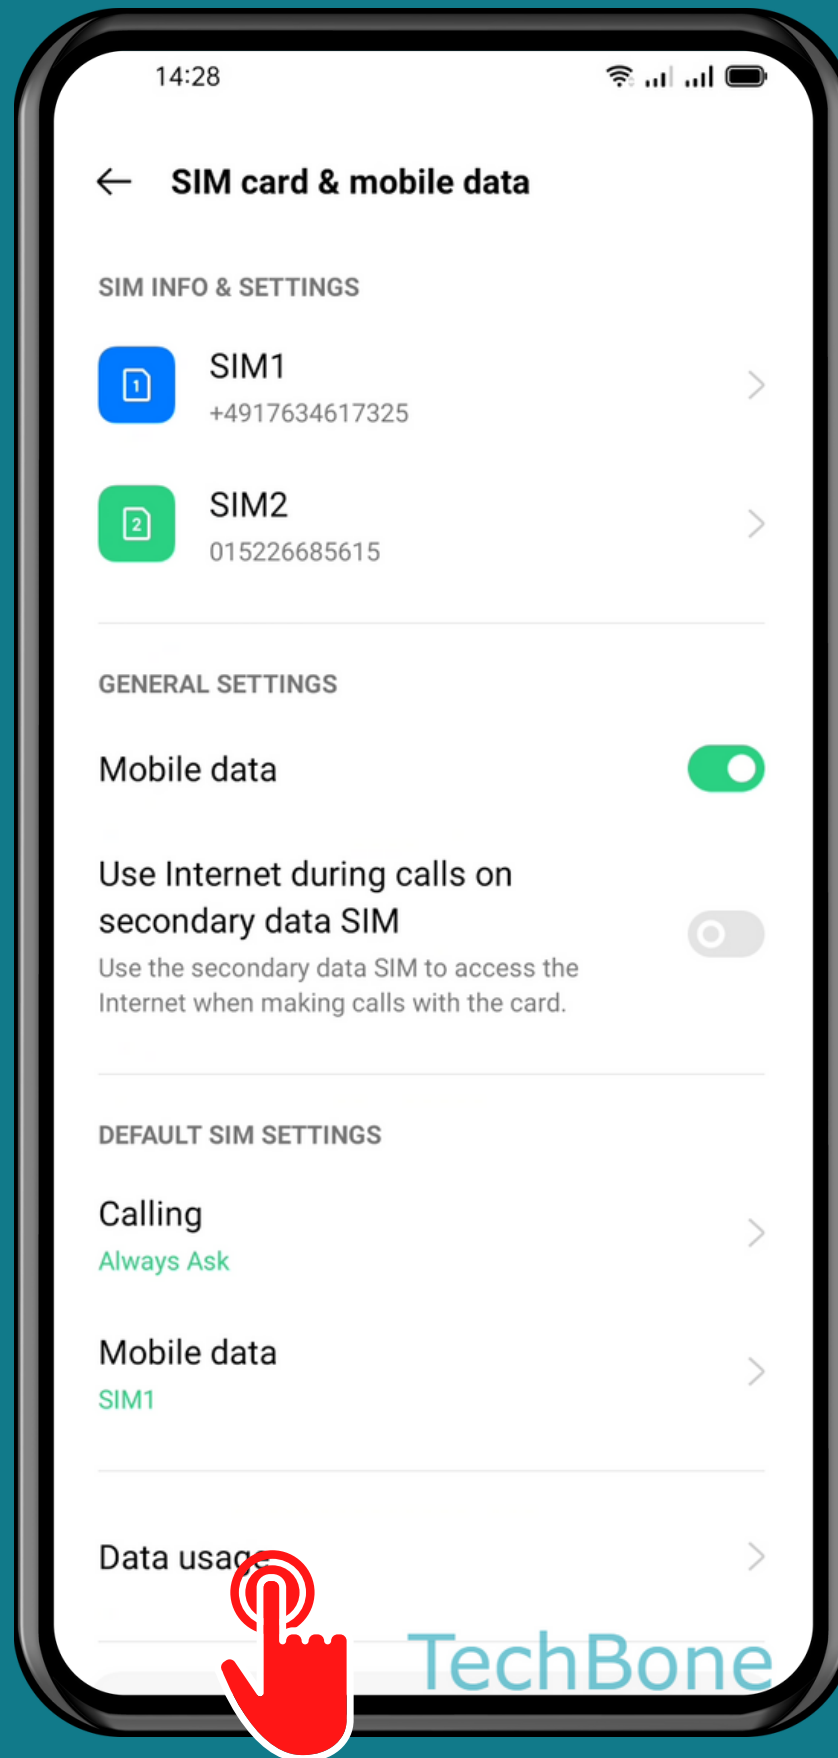 14:28
SIM card & mobile data
SIM INFO & SETTINGS
1
SIM1
+4917634617325
2
SIM2
015226685615
GENERAL SETTINGS
Mobile data
Use Internet during calls on
secondary data SIM
Use the secondary data SIM to access the
Internet when making calls with the card.
DEFAULT SIM SETTINGS
Calling
Always Ask
Mobile data
SIM1
Data usage
TechBone